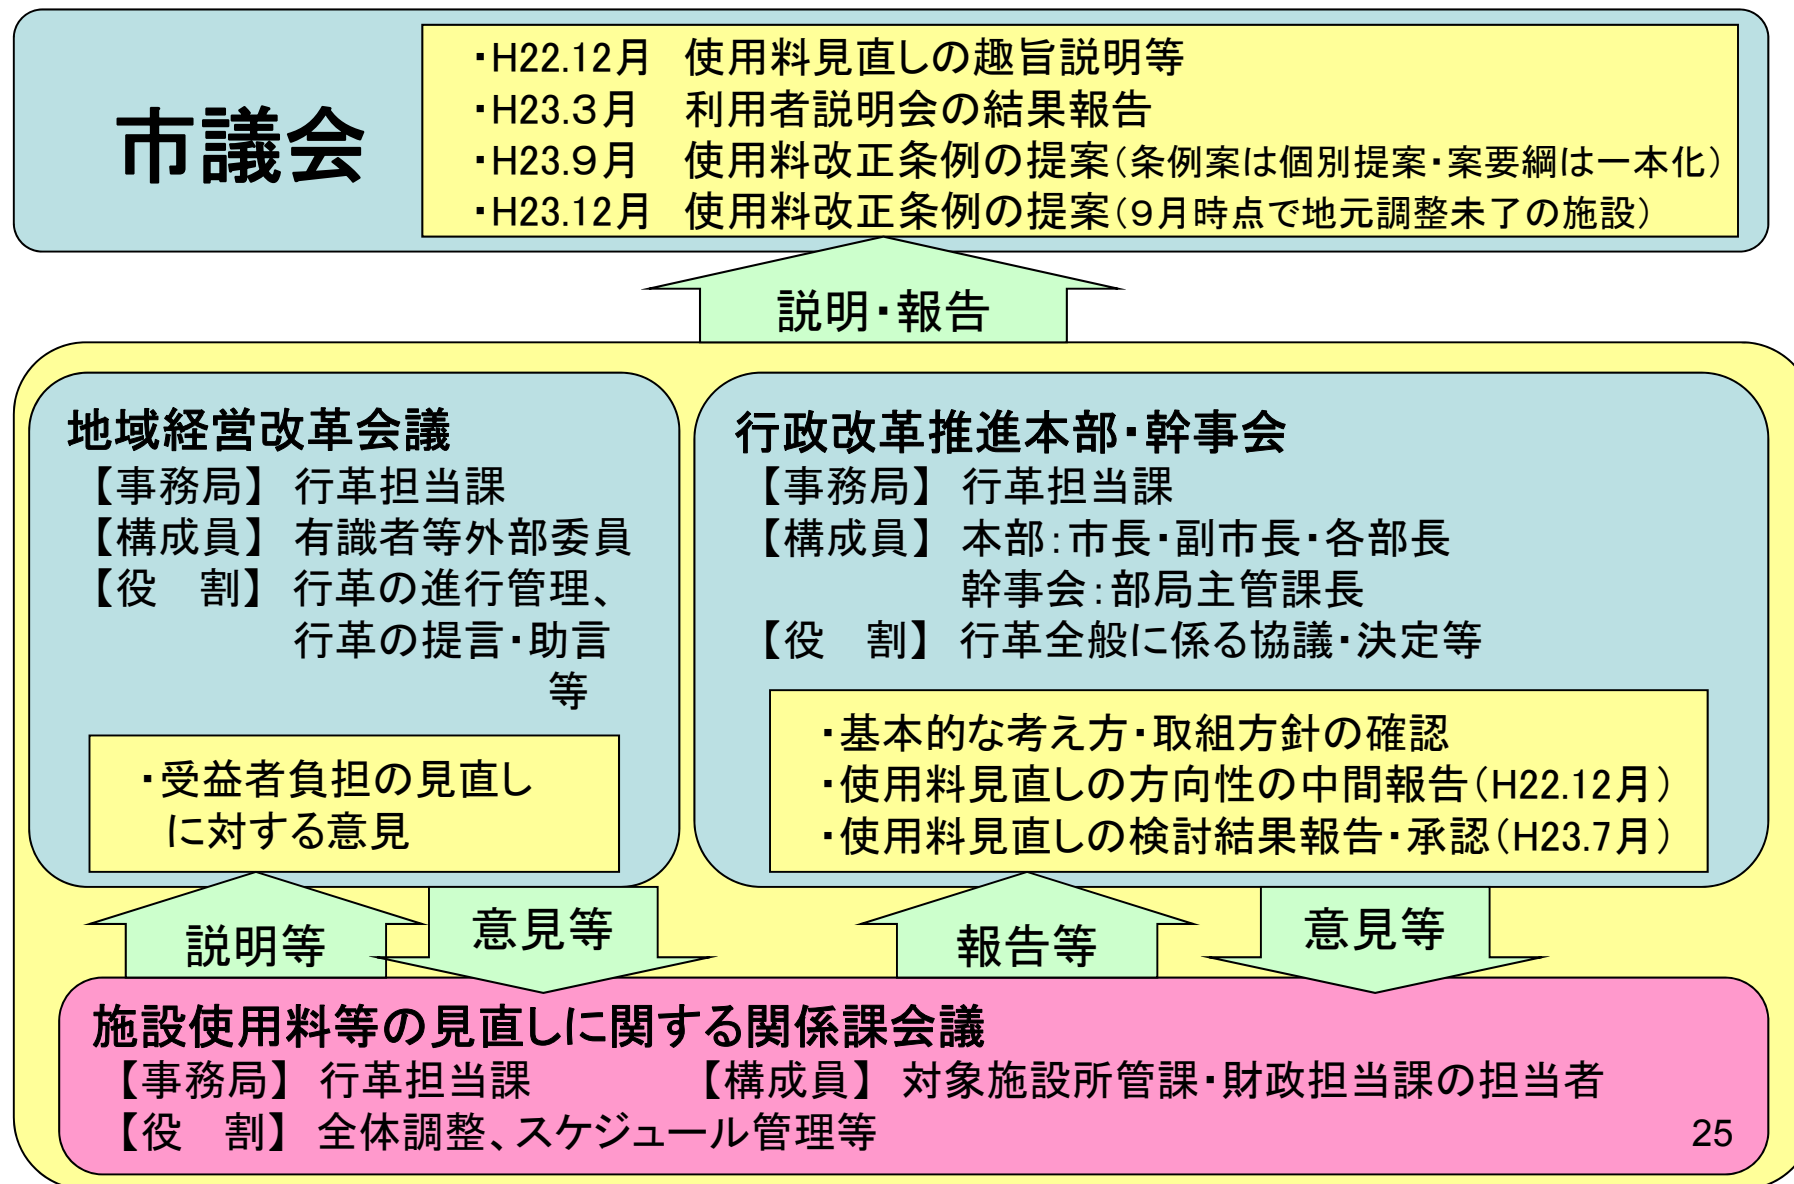 市議会
・H22.12月　使用料見直しの趣旨説明等
・H23.３月　利用者説明会の結果報告
・H23.９月　使用料改正条例の提案（条例案は個別提案・案要綱は一本化）
・H23.12月　使用料改正条例の提案（９月時点で地元調整未了の施設）
説明・報告
地域経営改革会議
【事務局】 行革担当課
【構成員】 有識者等外部委員
【役　割】 行革の進行管理、
行革の提言・助言
等
・受益者負担の見直し
に対する意見
行政改革推進本部・幹事会
【事務局】 行革担当課
【構成員】 本部：市長・副市長・各部長
幹事会：部局主管課長
【役　割】 行革全般に係る協議・決定等
・基本的な考え方・取組方針の確認
・使用料見直しの方向性の中間報告（H22.12月）
・使用料見直しの検討結果報告・承認（H23.7月）
説明等
意見等
報告等
意見等
施設使用料等の見直しに関する関係課会議
【事務局】 行革担当課　　　【構成員】 対象施設所管課・財政担当課の担当者
【役　割】 全体調整、スケジュール管理等
25